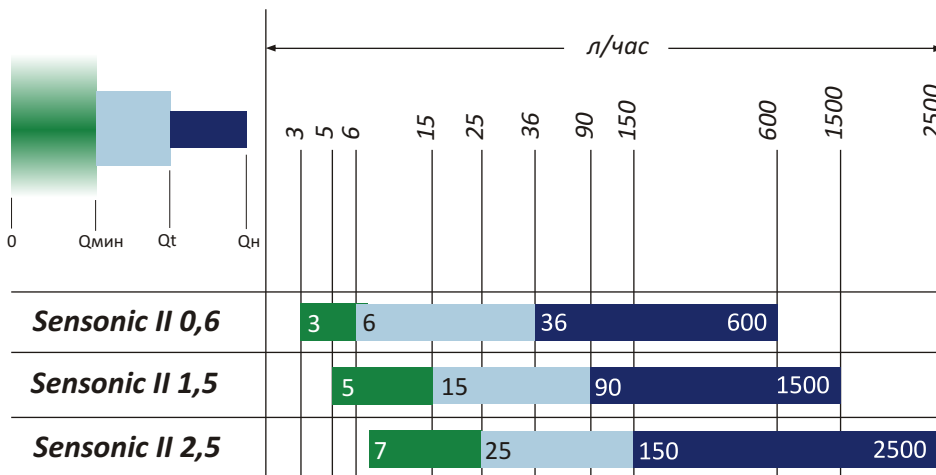 л/час
3 5 6 15 25 36 90 150 600 1500 2500
0 Qмин Qt Qн
Sensonic II 0,6 3 6 36 600
Sensonic II 1,5 5 15 90 1500
Sensonic II 2,5 7 25 150 2500